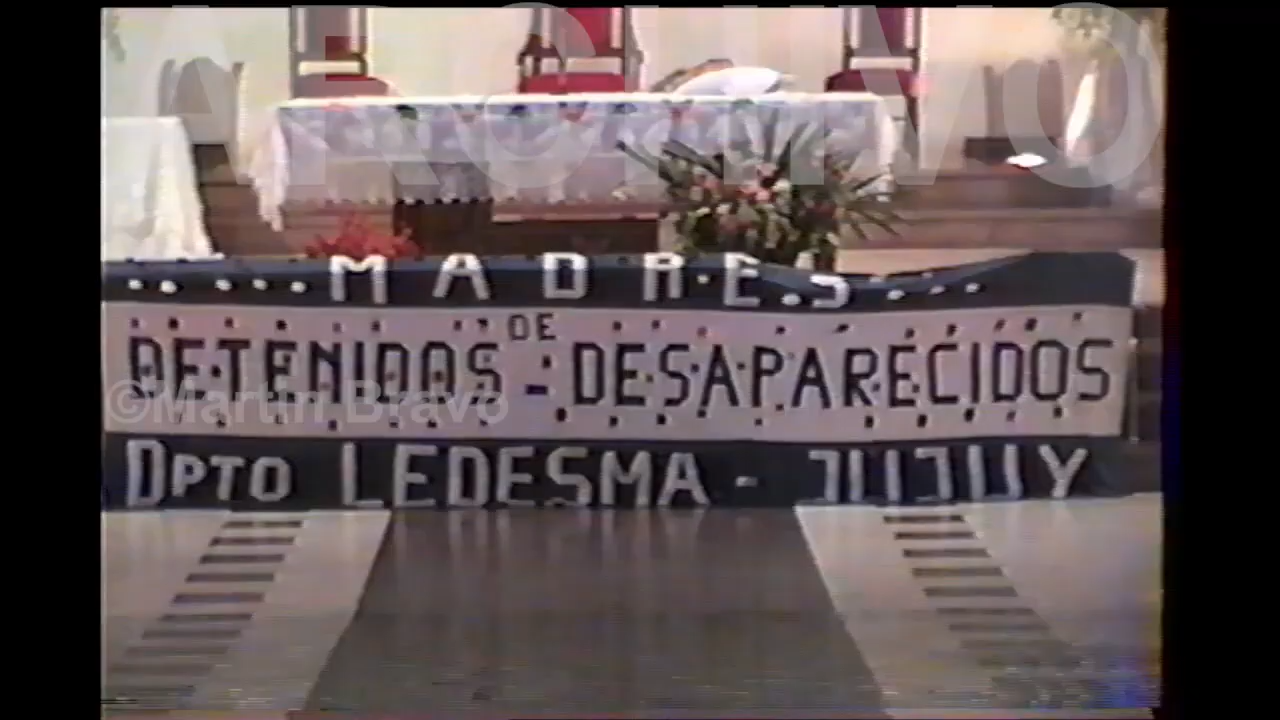 ARCHIVO
MADRES
DE
DETENIDOS - DESAPARECIDOS
©Martín Bravo
DPTO LEDESMA - JUJUY